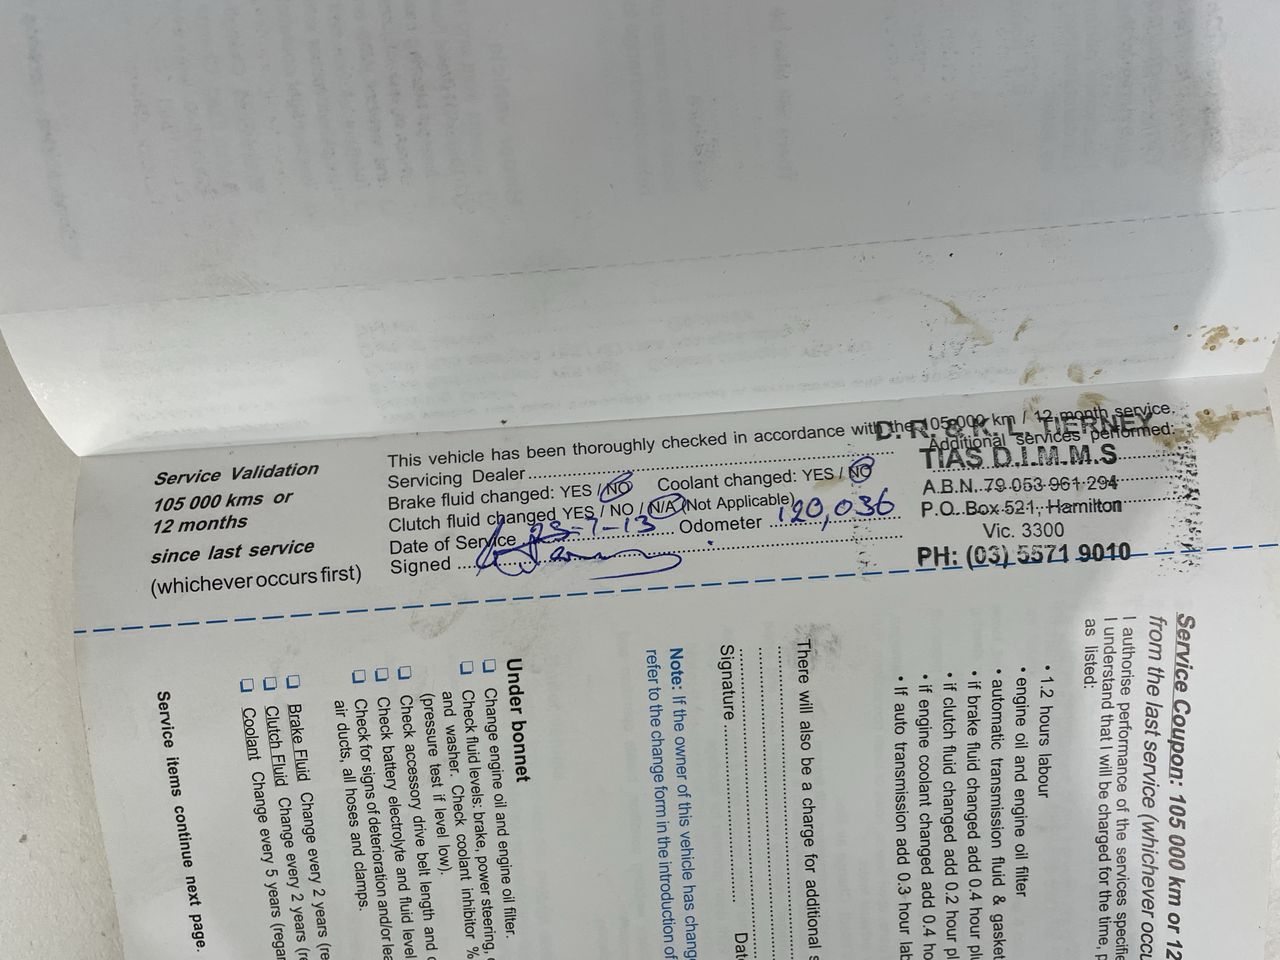 Service Validation
105 000 kms or
12 months
since last service
(whichever occurs first)
This vehicle has been thoroughly checked in accordance with the 105 000 km / 12 month service.
Servicing Dealer
Additional services performed:
Brake fluid changed: YES / NO Coolant changed: YES / NO
Clutch fluid changed YES / NO / N/A (Not Applicable)
Date of Service 23-7-13 Odometer 120,036
Signed
D. R. & K. L. TIERNEY
TIAS D.I.M.M.S
A.B.N. 79 053 961 294
P.O. Box 521, Hamilton
Vic. 3300
PH: (03) 5571 9010
Service Coupon: 105 000 km or 12
from the last service (whichever occu
I authorise performance of the services specifie
I understand that I will be charged for the time, p
as listed:
• 1.2 hours labour
• engine oil and engine oil filter
• automatic transmission fluid & gasket
• if brake fluid changed add 0.4 hour plu
• if clutch fluid changed add 0.2 hour pl
• if engine coolant changed add 0.4 ho
• If auto transmission add 0.3 hour lab
There will also be a charge for additional s
Signature Date
Note: If the owner of this vehicle has change
refer to the change form in the introduction of
Under bonnet
❏ Change engine oil and engine oil filter.
❏ Check fluid levels: brake, power steering,
and washer. Check coolant inhibitor %
(pressure test if level low).
❏ Check accessory drive belt length and
❏ Check battery electrolyte and fluid level
❏ Check for signs of deterioration and/or lea
air ducts, all hoses and clamps.
❏ Brake Fluid Change every 2 years (re
❏ Clutch Fluid Change every 2 years (re
❏ Coolant Change every 5 years (regar
Service items continue next page.